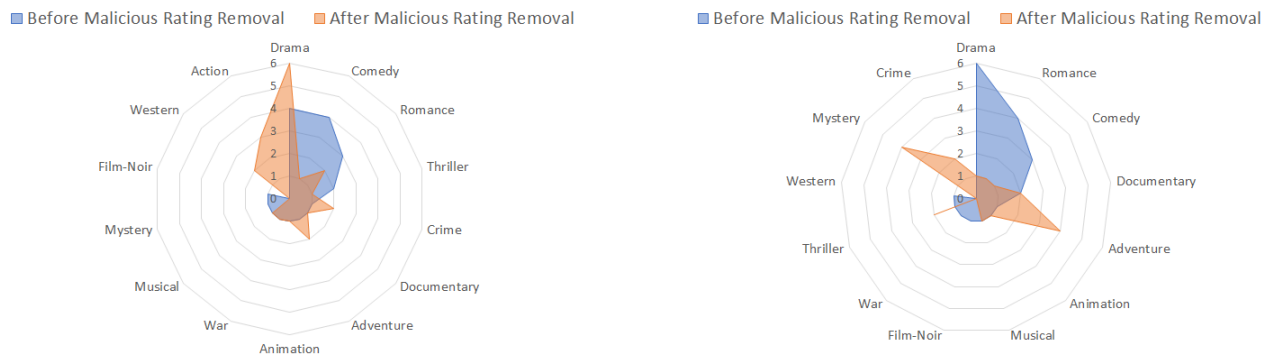 Before Malicious Rating Removal After Malicious Rating Removal
Drama
Action Comedy
Western Romance
Film-Noir Thriller
Mystery Crime
Musical Documentary
War Adventure
Animation
6
5
4
3
2
1
0
Before Malicious Rating Removal After Malicious Rating Removal
Drama
Crime Romance
Mystery Comedy
Western Documentary
Thriller Adventure
War Animation
Film-Noir Musical
6
5
4
3
2
1
0